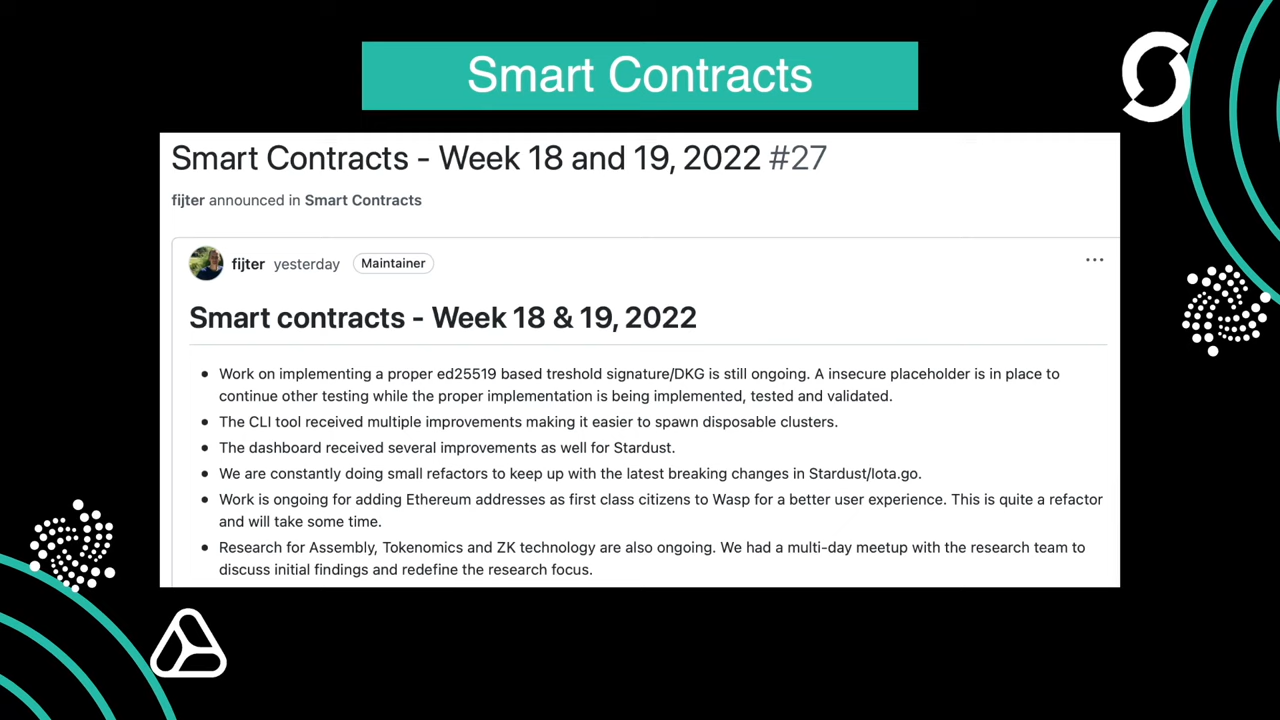 Smart Contracts
Smart Contracts - Week 18 and 19, 2022 #27
fijter announced in Smart Contracts
fijter yesterday Maintainer
Smart contracts - Week 18 & 19, 2022
Work on implementing a proper ed25519 based treshold signature/DKG is still ongoing. A insecure placeholder is in place to
continue other testing while the proper implementation is being implemented, tested and validated.
The CLI tool received multiple improvements making it easier to spawn disposable clusters.
The dashboard received several improvements as well for Stardust.
We are constantly doing small refactors to keep up with the latest breaking changes in Stardust/Iota.go.
Work is ongoing for adding Ethereum addresses as first class citizens to Wasp for a better user experience. This is quite a refactor
and will take some time.
Research for Assembly, Tokenomics and ZK technology are also ongoing. We had a multi-day meetup with the research team to
discuss initial findings and redefine the research focus.